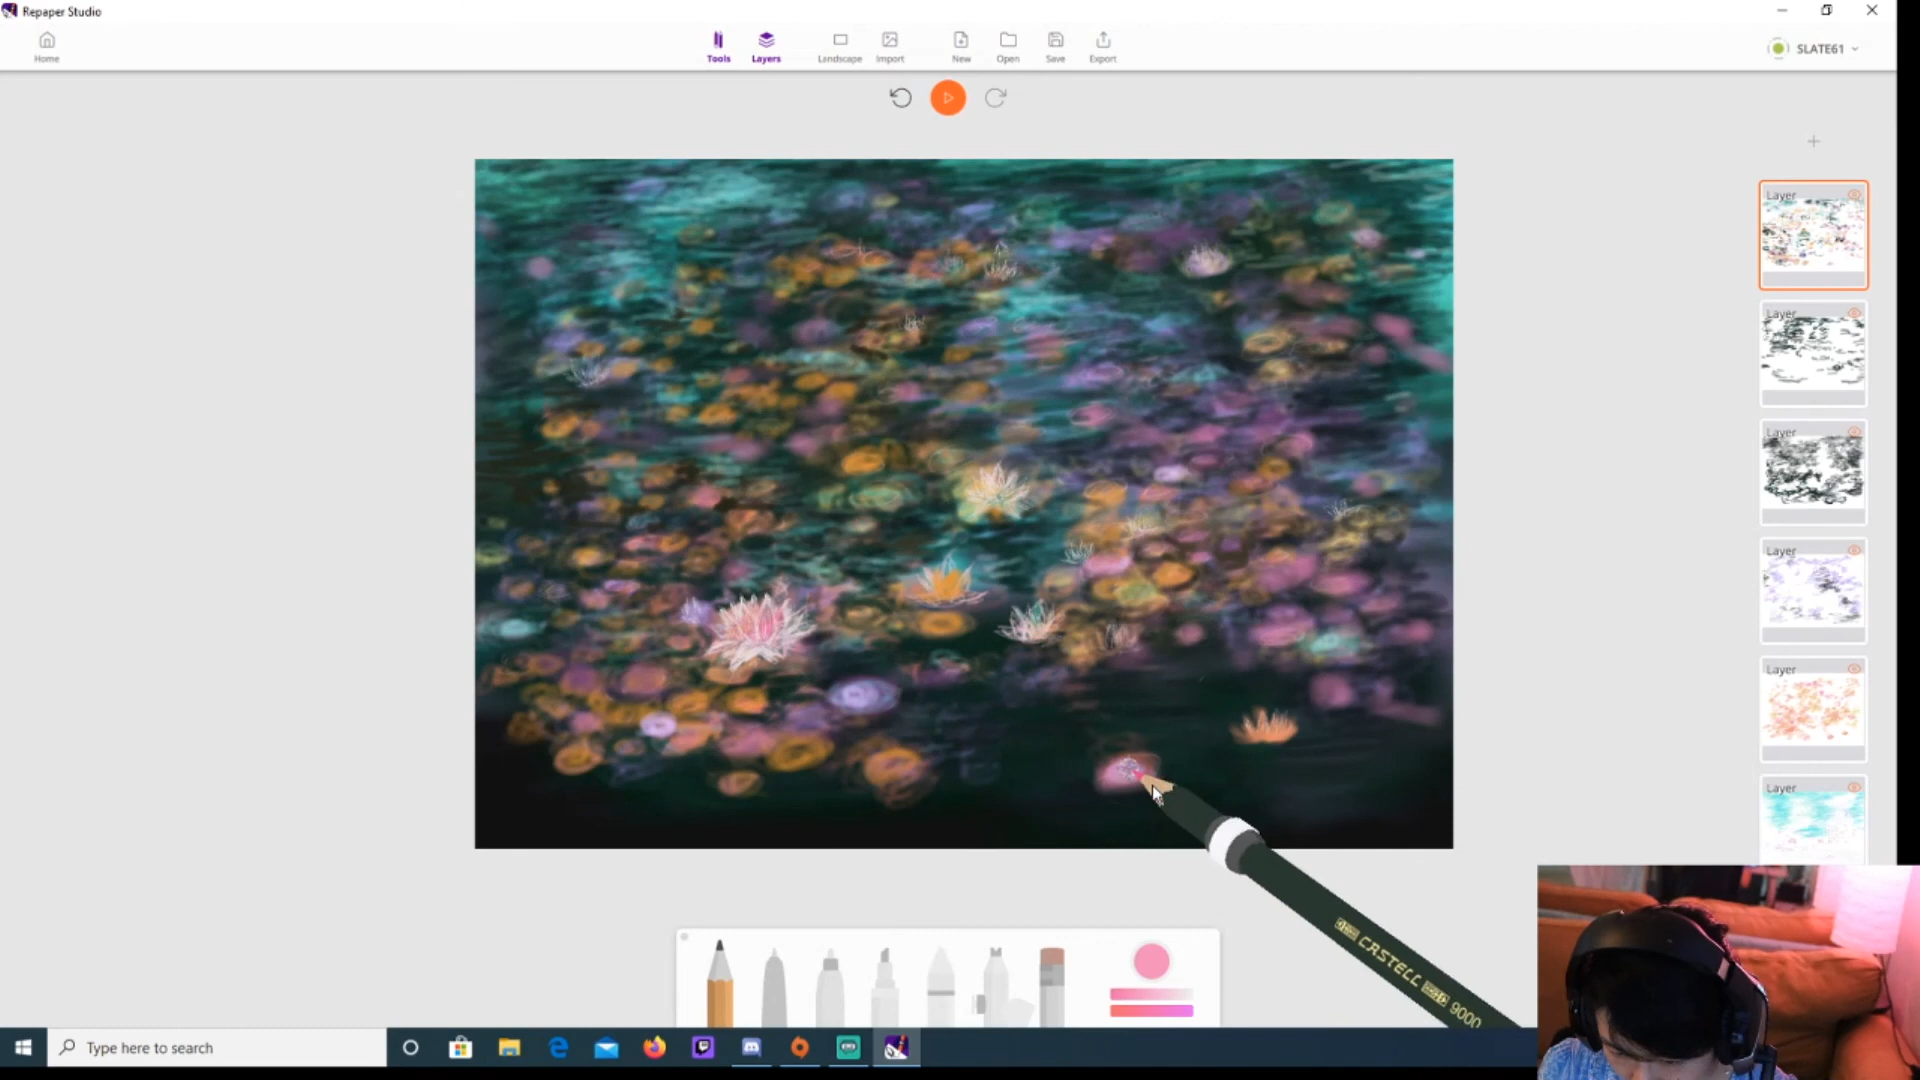 Repaper Studio
Home
Tools
Layers
Landscape
Import
New
Open
Save
Export
SLATE61
Layer
Layer
Layer
Layer
Layer
Layer
CASTELL 9000
Type here to search